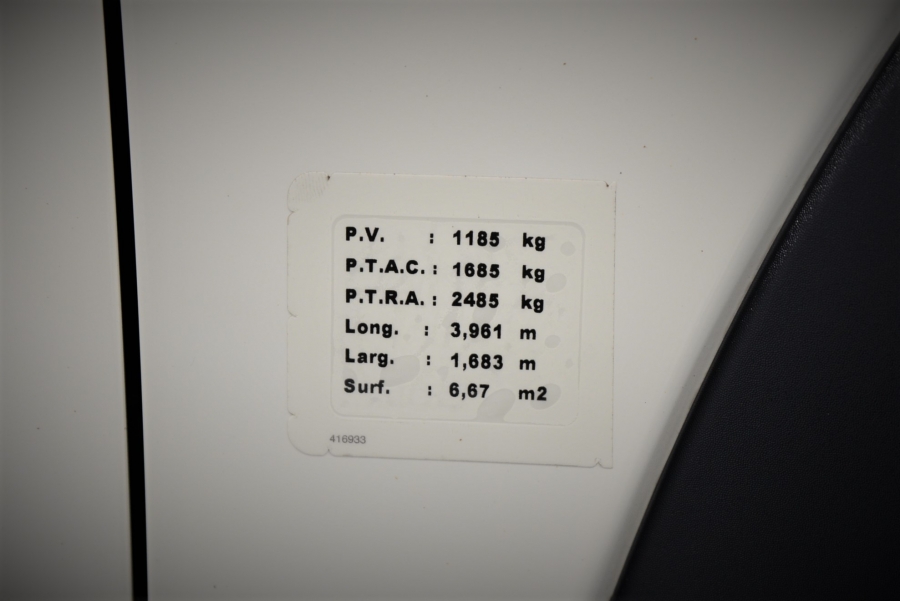 P.V. : 1185 kg
P.T.A.C. : 1685 kg
P.T.R.A. : 2485 kg
Long. : 3,961 m
Larg. : 1,683 m
Surf. : 6,67 m2
416933